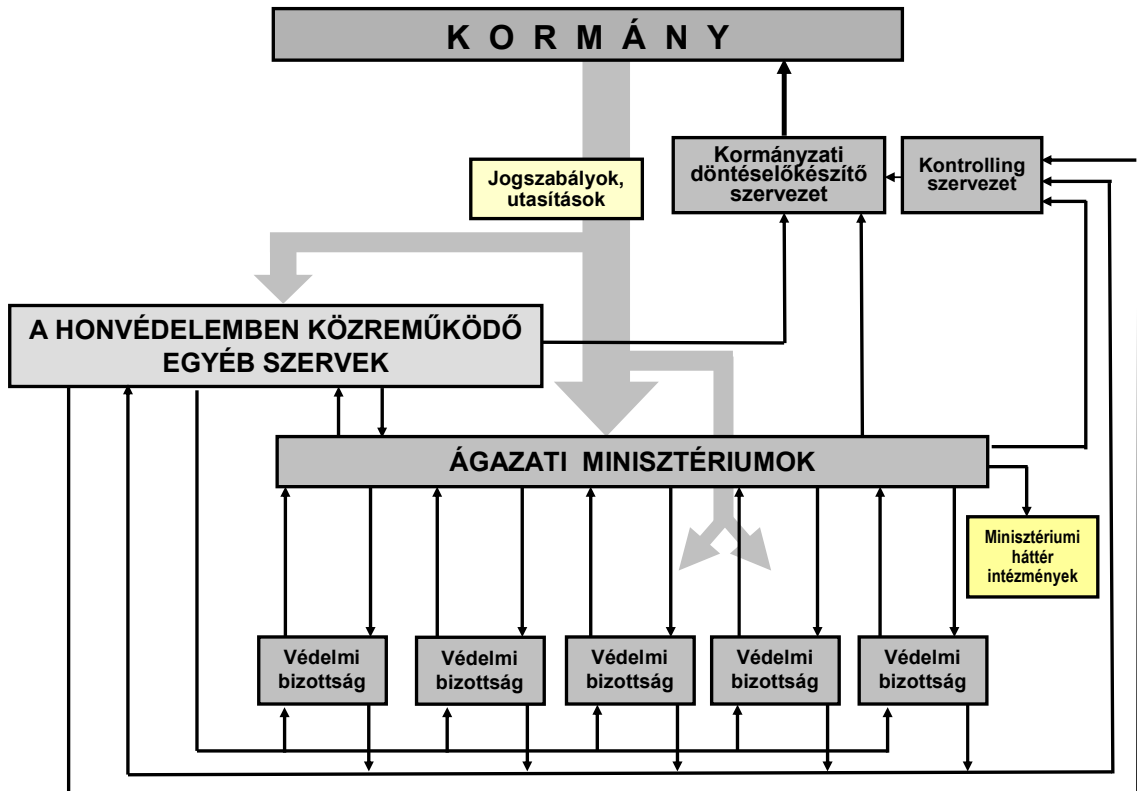 K O R M Á N Y
Kormányzati
döntéselőkészítő
szervezet
Kontrolling
szervezet
Jogszabályok,
utasítások
A HONVÉDELEMBEN KÖZREMŰKÖDŐ
EGYÉB SZERVEK
ÁGAZATI MINISZTÉRIUMOK
Minisztériumi
háttér
intézmények
Védelmi
bizottság
Védelmi
bizottság
Védelmi
bizottság
Védelmi
bizottság
Védelmi
bizottság